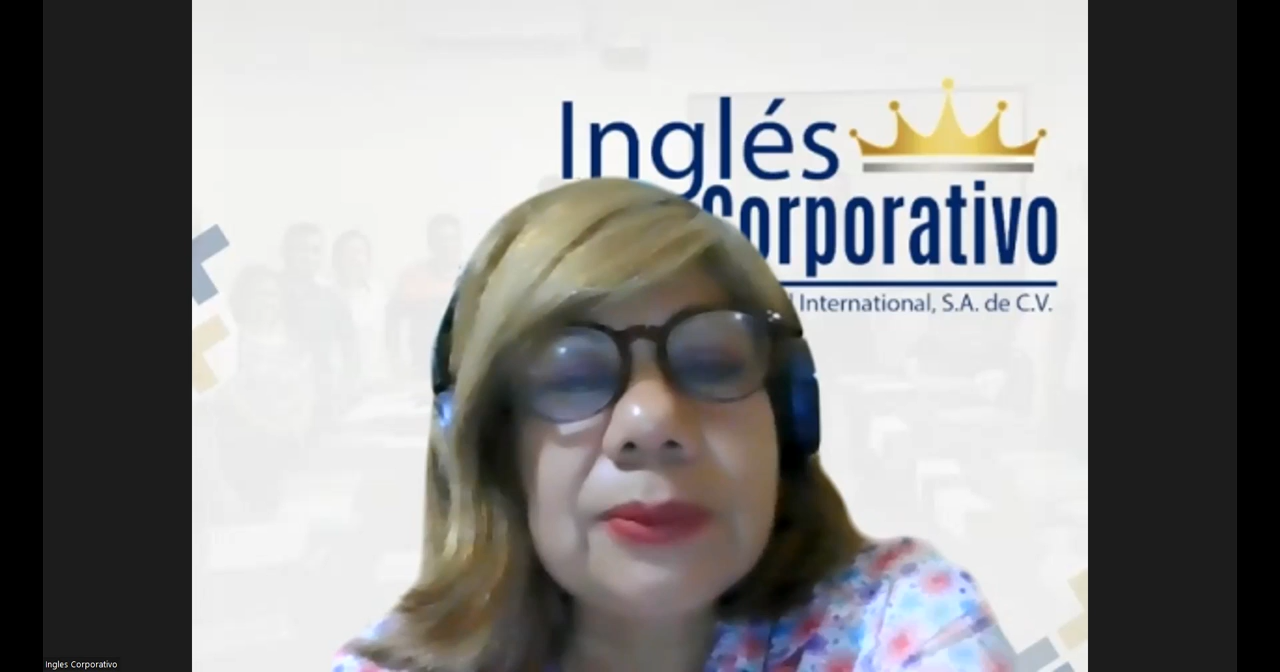 Inglés
Corporativo
International, S.A. de C.V.
Ingles Corporativo